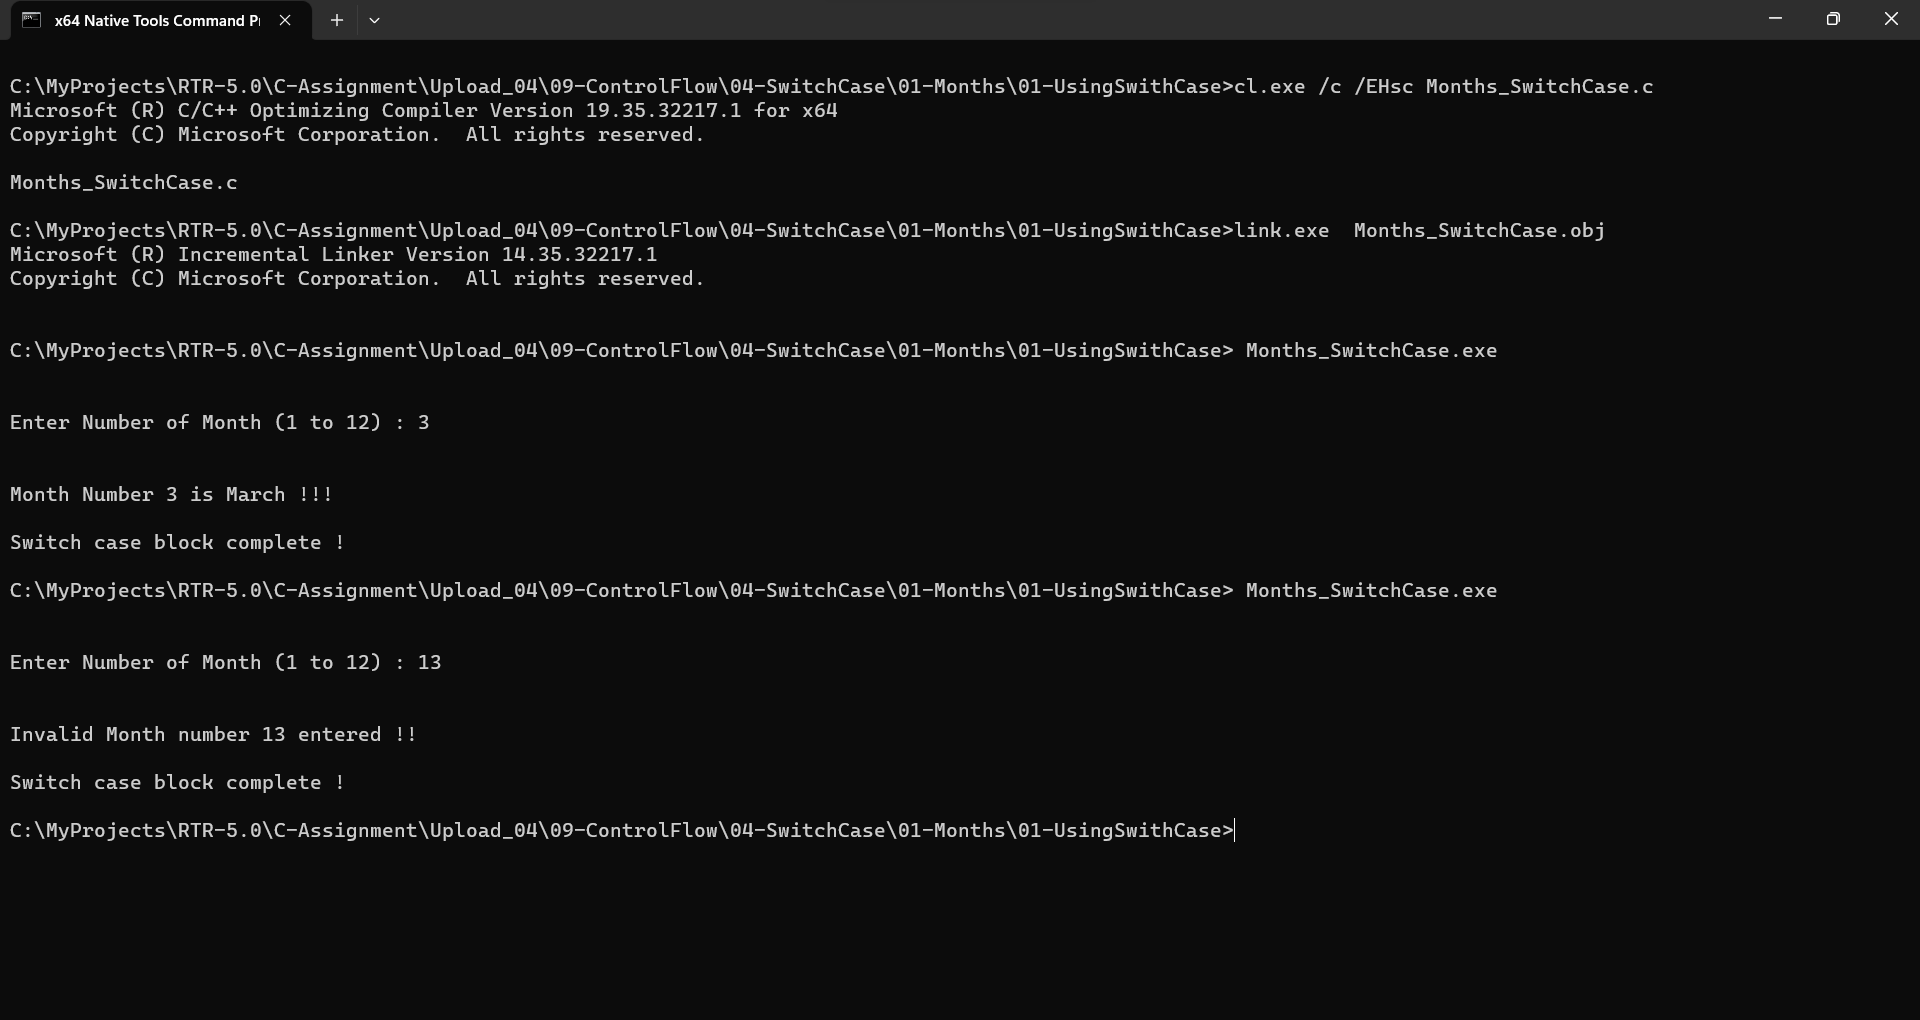 x64 Native Tools Command P
C:\MyProjects\RTR-5.0\C-Assignment\Upload_04\09-ControlFlow\04-SwitchCase\01-Months\01-UsingSwithCase>cl.exe /c /EHsc Months_SwitchCase.c
Microsoft (R) C/C++ Optimizing Compiler Version 19.35.32217.1 for x64
Copyright (C) Microsoft Corporation.  All rights reserved.
Months_SwitchCase.c
C:\MyProjects\RTR-5.0\C-Assignment\Upload_04\09-ControlFlow\04-SwitchCase\01-Months\01-UsingSwithCase>link.exe  Months_SwitchCase.obj
Microsoft (R) Incremental Linker Version 14.35.32217.1
Copyright (C) Microsoft Corporation.  All rights reserved.
C:\MyProjects\RTR-5.0\C-Assignment\Upload_04\09-ControlFlow\04-SwitchCase\01-Months\01-UsingSwithCase> Months_SwitchCase.exe
Enter Number of Month (1 to 12) : 3
Month Number 3 is March !!!
Switch case block complete !
C:\MyProjects\RTR-5.0\C-Assignment\Upload_04\09-ControlFlow\04-SwitchCase\01-Months\01-UsingSwithCase> Months_SwitchCase.exe
Enter Number of Month (1 to 12) : 13
Invalid Month number 13 entered !!
Switch case block complete !
C:\MyProjects\RTR-5.0\C-Assignment\Upload_04\09-ControlFlow\04-SwitchCase\01-Months\01-UsingSwithCase>